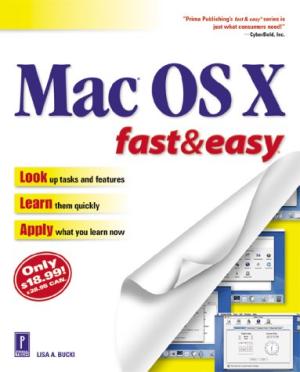 "Prima Publishing's fast & easy® series is
just what consumers need!"
—CyberBold, Inc.
Mac OS X
fast&easy
Look up tasks and features
Learn them quickly
Apply what you learn now
Only
$18.99!
$28.95 CAN.
P
TECH
LISA A. BUCKI